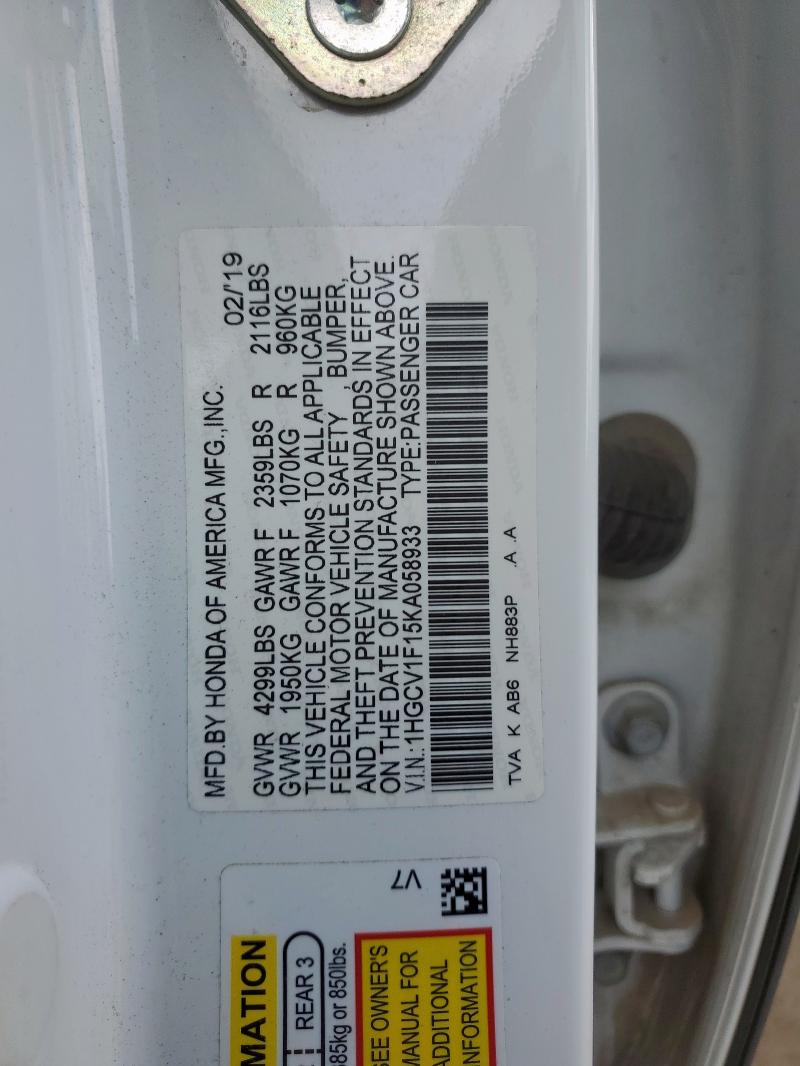 MFD.BY HONDA OF AMERICA MFG.,INC. 02/'19
GVWR 4299LBS GAWR F 2359LBS R 2116LBS
GVWR 1950KG GAWR F 1070KG R 960KG
THIS VEHICLE CONFORMS TO ALL APPLICABLE
FEDERAL MOTOR VEHICLE SAFETY , BUMPER,
AND THEFT PREVENTION STANDARDS IN EFFECT
ON THE DATE OF MANUFACTURE SHOWN ABOVE.
V.I.N.:1HGCV1F15KA058933 TYPE:PASSENGER CAR
TVA K AB6 NH883P .A .A
V7
REAR 3
385kg or 850lbs.
SEE OWNER'S
MANUAL FOR
ADDITIONAL
INFORMATION